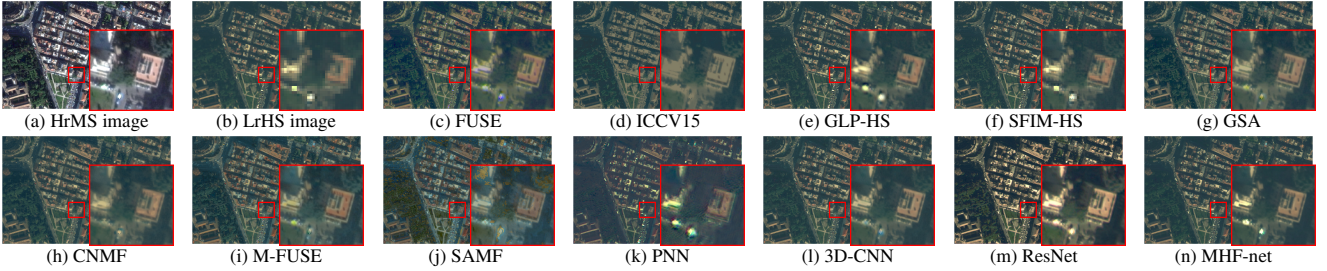 (a) HrMS image
(b) LrHS image
(c) FUSE
(d) ICCV15
(e) GLP-HS
(f) SFIM-HS
(g) GSA
(h) CNMF
(i) M-FUSE
(j) SAMF
(k) PNN
(l) 3D-CNN
(m) ResNet
(n) MHF-net